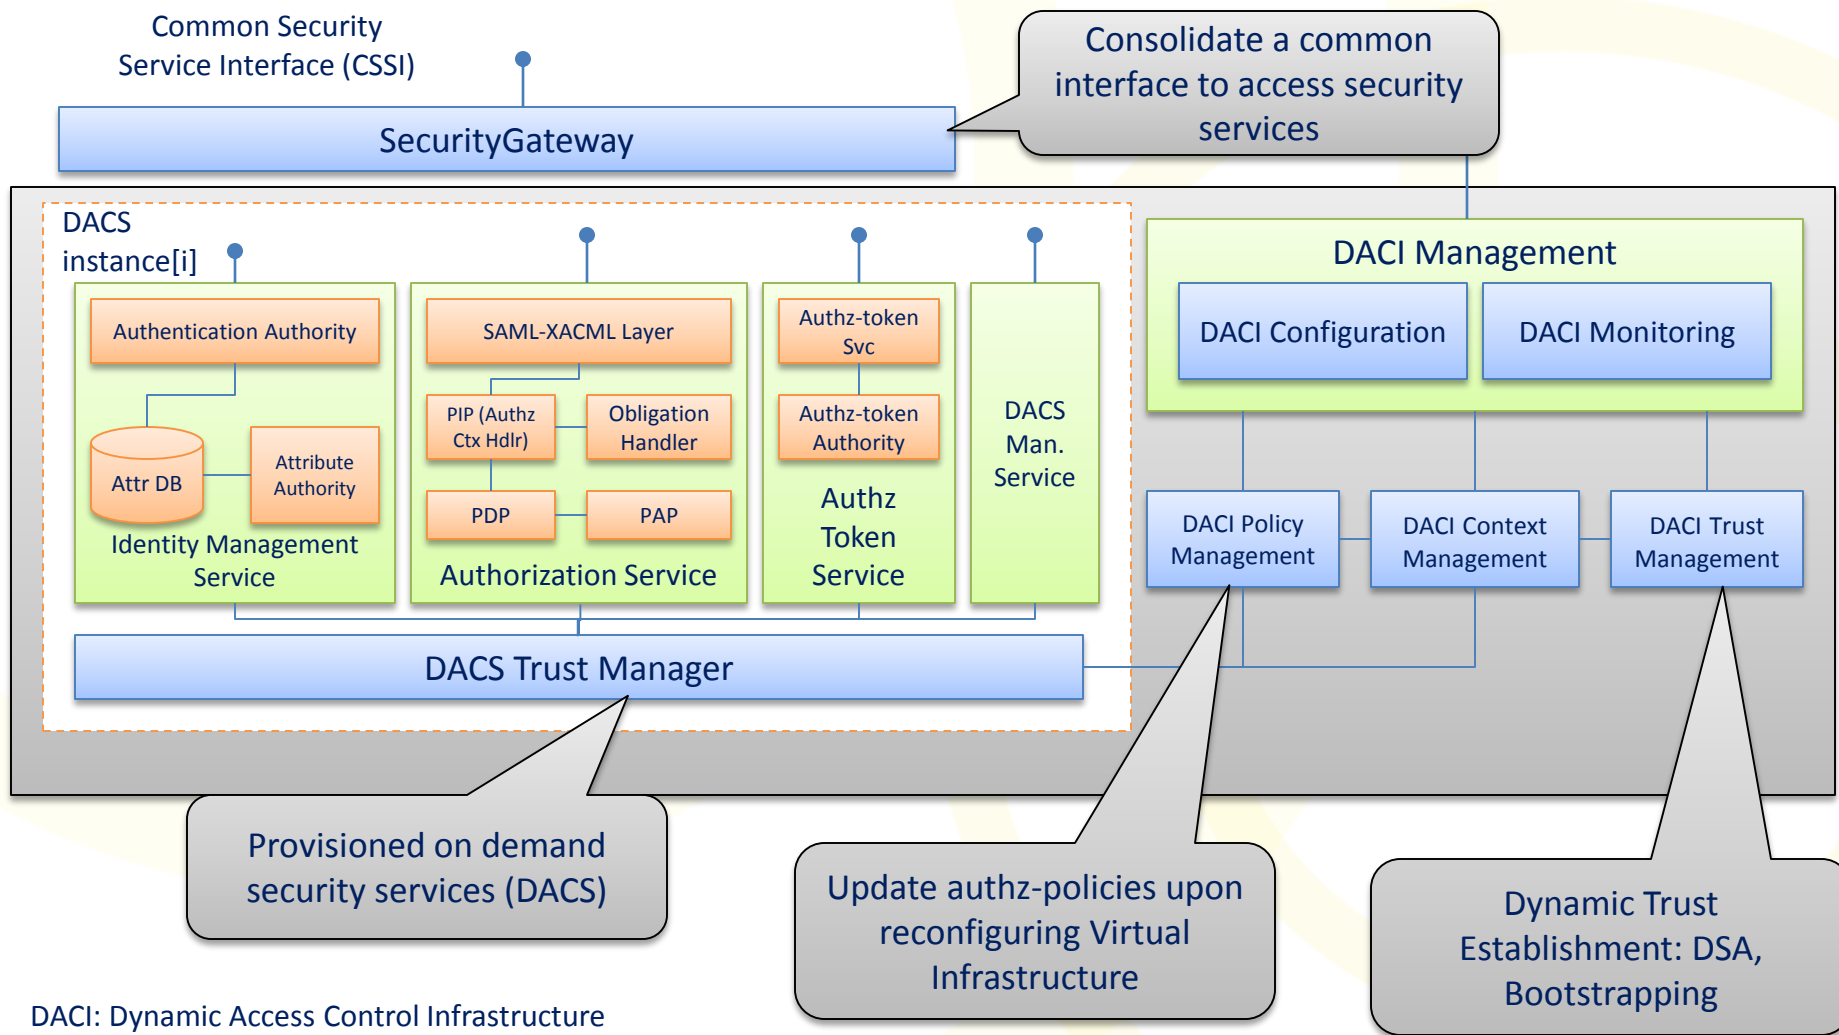 Common Security
Service Interface (CSSI)
Consolidate a common
interface to access security
services
SecurityGateway
DACS
instance[i]
Authentication Authority
Attr DB
Attribute
Authority
Identity Management
Service
SAML-XACML Layer
PIP (Authz
Ctx Hdlr)
Obligation
Handler
PDP
PAP
Authorization Service
Authz-token
Svc
Authz-token
Authority
Authz
Token
Service
DACS
Man.
Service
DACI Management
DACI Configuration
DACI Monitoring
DACI Policy
Management
DACI Context
Management
DACI Trust
Management
DACS Trust Manager
Provisioned on demand
security services (DACS)
Update authz-policies upon
reconfiguring Virtual
Infrastructure
Dynamic Trust
Establishment: DSA,
Bootstrapping
DACI: Dynamic Access Control Infrastructure